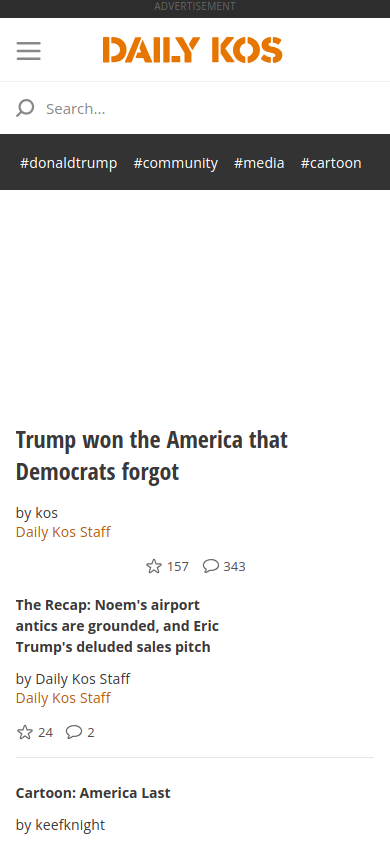 ADVERTISEMENT
DAILY KOS
Search...
#donaldtrump #community #media #cartoon
Trump won the America that
Democrats forgot
by kos
Daily Kos Staff
157 343
The Recap: Noem's airport
antics are grounded, and Eric
Trump's deluded sales pitch
by Daily Kos Staff
Daily Kos Staff
24 2
Cartoon: America Last
by keefknight